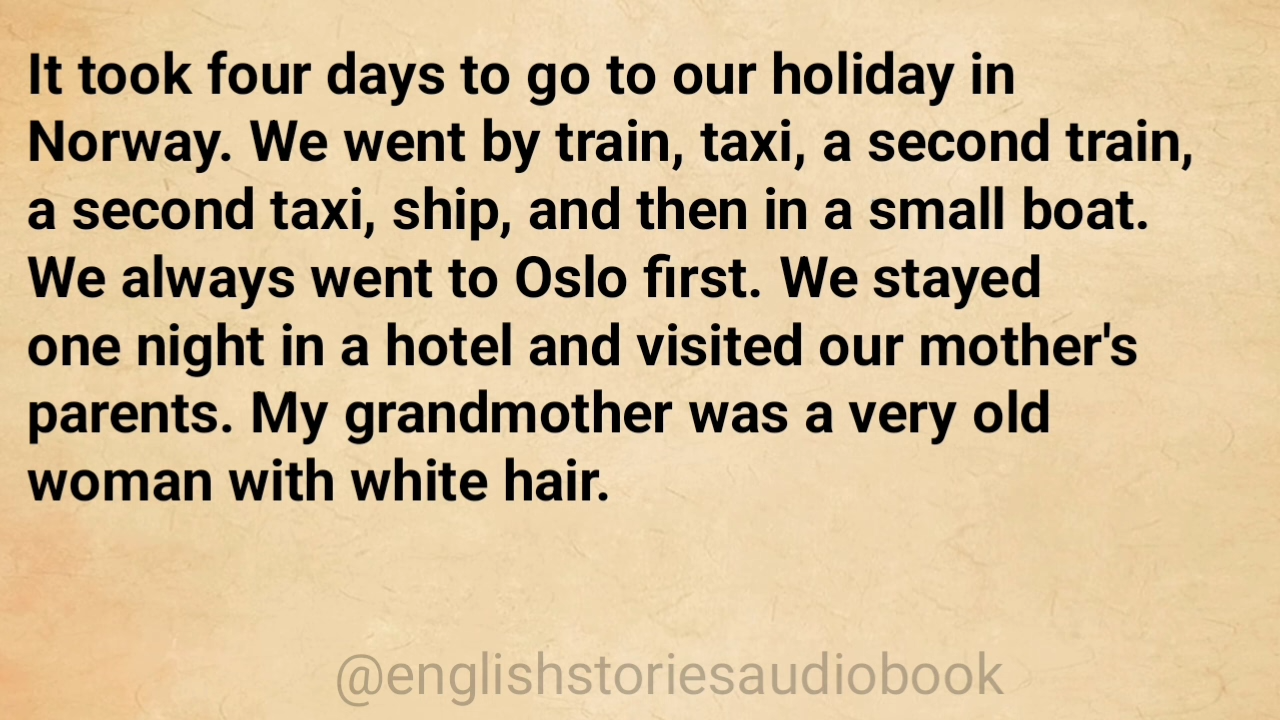 It took four days to go to our holiday in
Norway. We went by train, taxi, a second train,
a second taxi, ship, and then in a small boat.
We always went to Oslo first. We stayed
one night in a hotel and visited our mother's
parents. My grandmother was a very old
woman with white hair.
@englishstoriesaudiobook